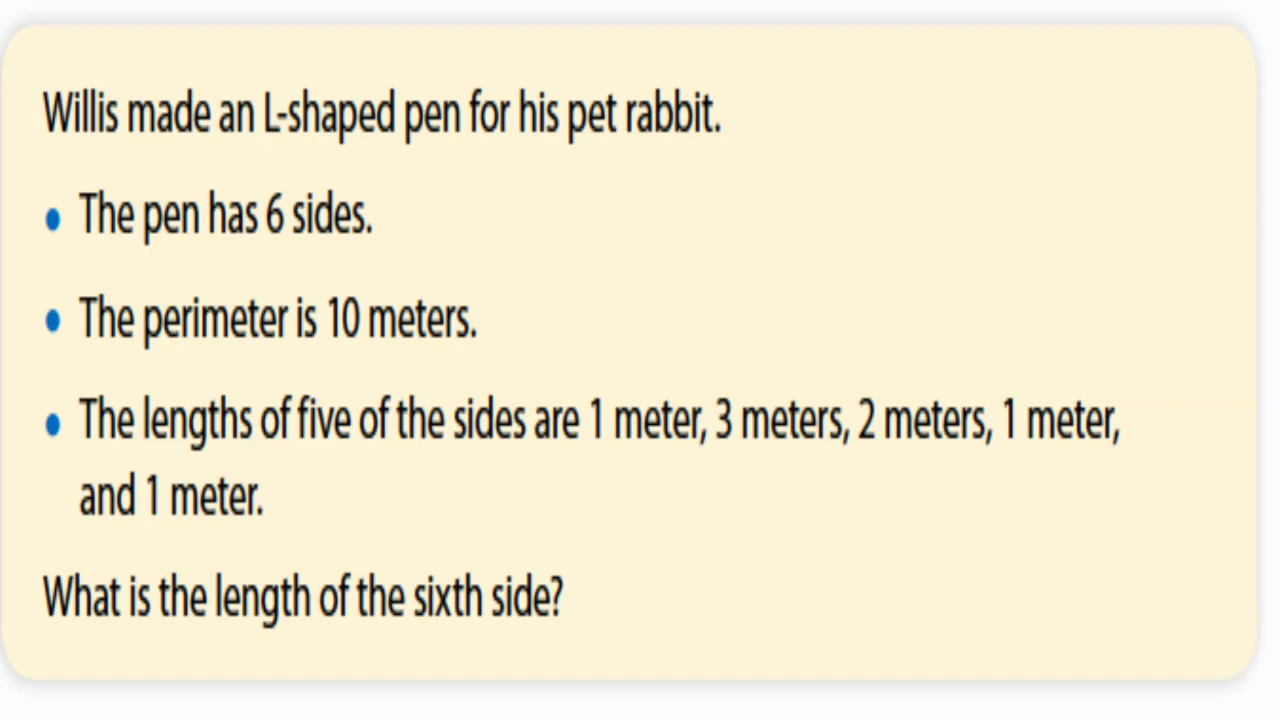 Willis made an L-shaped pen for his pet rabbit.
• The pen has 6 sides.
• The perimeter is 10 meters.
• The lengths of five of the sides are 1 meter, 3 meters, 2 meters, 1 meter,
and 1 meter.
What is the length of the sixth side?